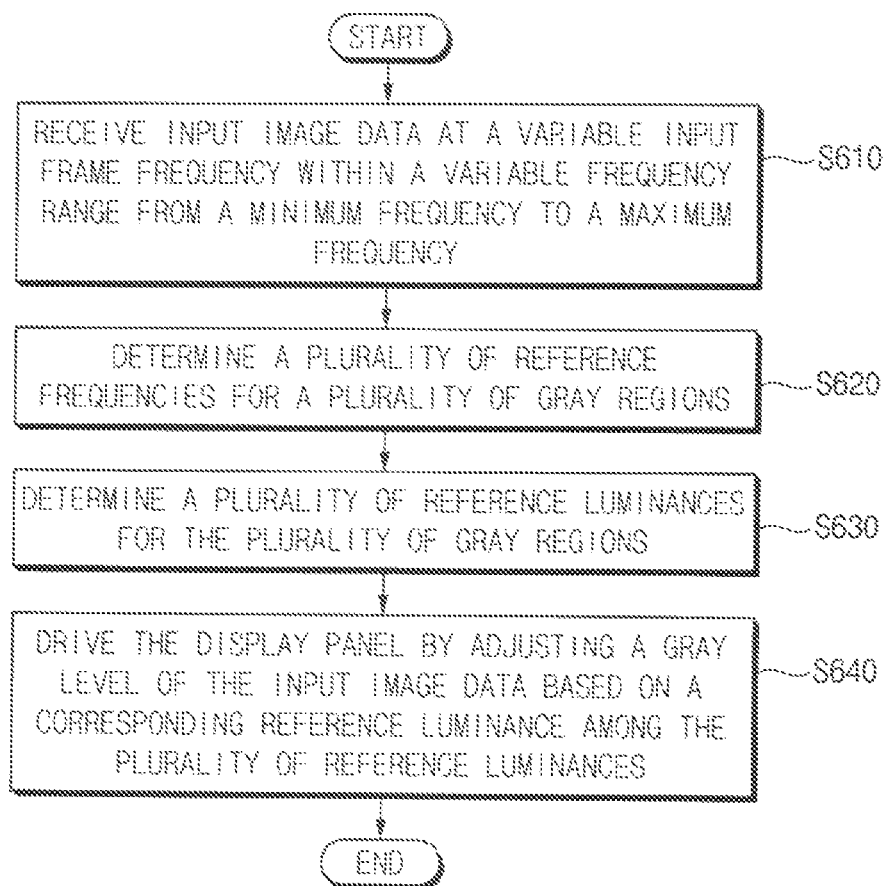 START
RECEIVE INPUT IMAGE DATA AT A VARIABLE INPUT
FRAME FREQUENCY WITHIN A VARIABLE FREQUENCY
RANGE FROM A MINIMUM FREQUENCY TO A MAXIMUM
FREQUENCY
S610
DETERMINE A PLURALITY OF REFERENCE
FREQUENCIES FOR A PLURALITY OF GRAY REGIONS
S620
DETERMINE A PLURALITY OF REFERENCE LUMINANCES
FOR THE PLURALITY OF GRAY REGIONS
S630
DRIVE THE DISPLAY PANEL BY ADJUSTING A GRAY
LEVEL OF THE INPUT IMAGE DATA BASED ON A
CORRESPONDING REFERENCE LUMINANCE AMONG THE
PLURALITY OF REFERENCE LUMINANCES
S640
END